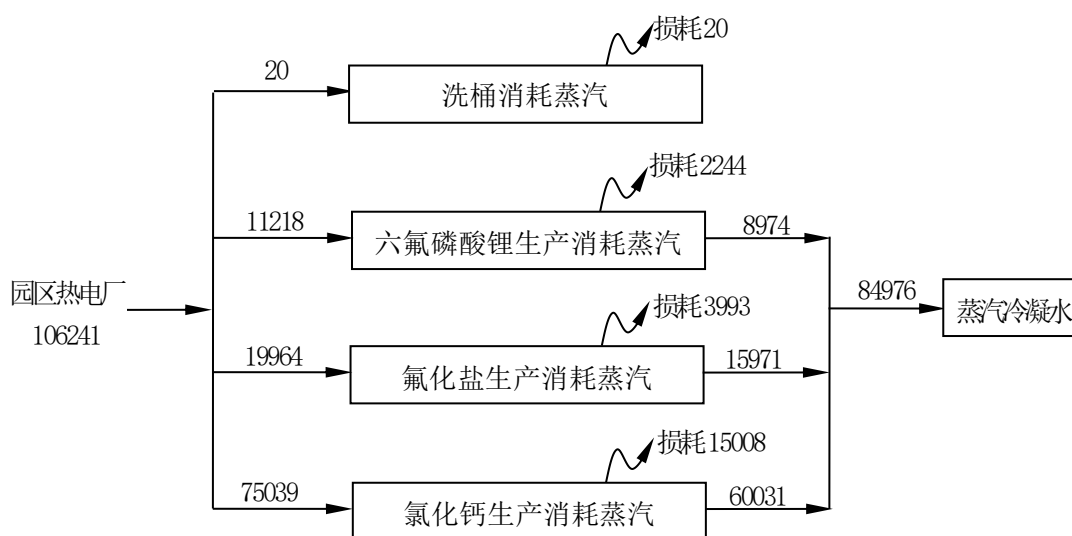 损耗20
20
洗桶消耗蒸汽
损耗2244
11218
六氟磷酸锂生产消耗蒸汽
8974
园区热电厂
106241
84976
蒸汽冷凝水
损耗3993
19964
氟化盐生产消耗蒸汽
15971
损耗15008
75039
氯化钙生产消耗蒸汽
60031